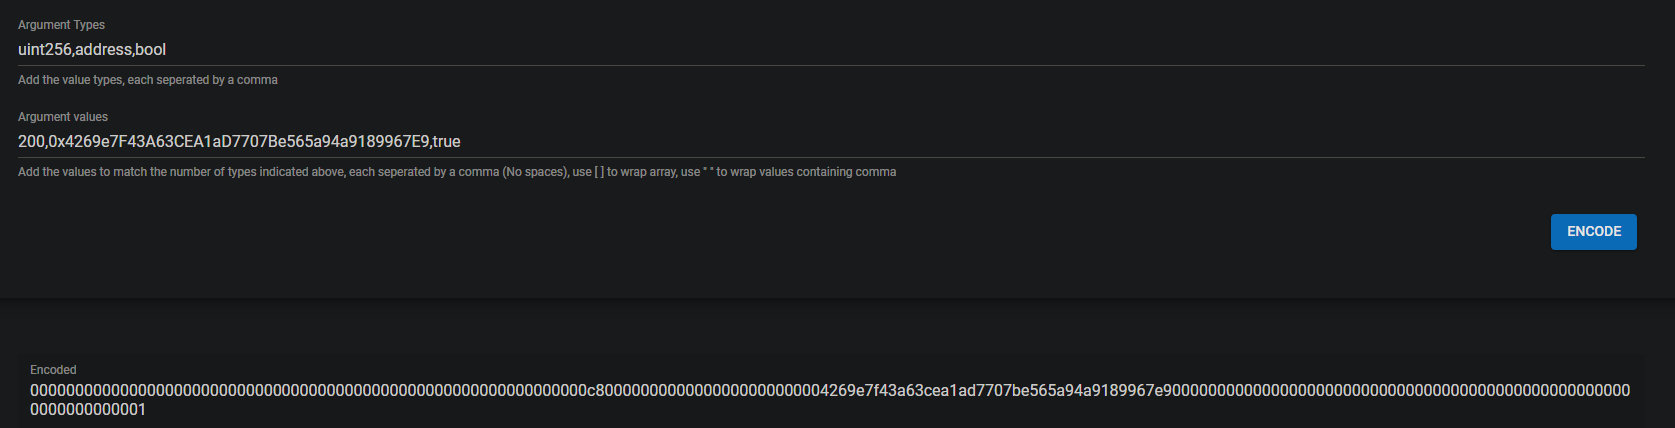 Argument Types
uint256,address,bool
Add the value types, each seperated by a comma
Argument values
200,0x4269e7F43A63CEA1aD7707Be565a94a9189967E9,true
Add the values to match the number of types indicated above, each seperated by a comma (No spaces), use [ ] to wrap array, use " " to wrap values containing comma
ENCODE
Encoded
00000000000000000000000000000000000000000000000000000000000000c80000000000000000000000004269e7f43a63cea1ad7707be565a94a9189967e9000000000000000000000000000000000000000000000000000
0000000000001